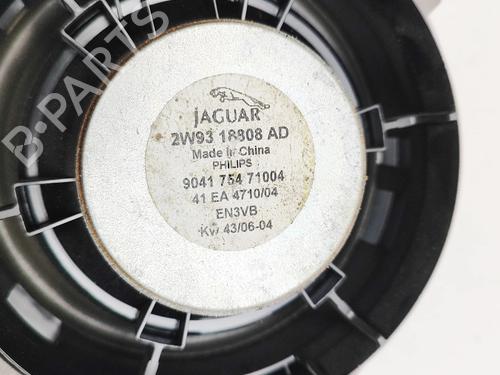 B-PARTS
JAGUAR
2W93 18808 AD
Made in China
PHILIPS
9041 754 71004
41 EA 4710/04
EN3VB
KW 43/06-04